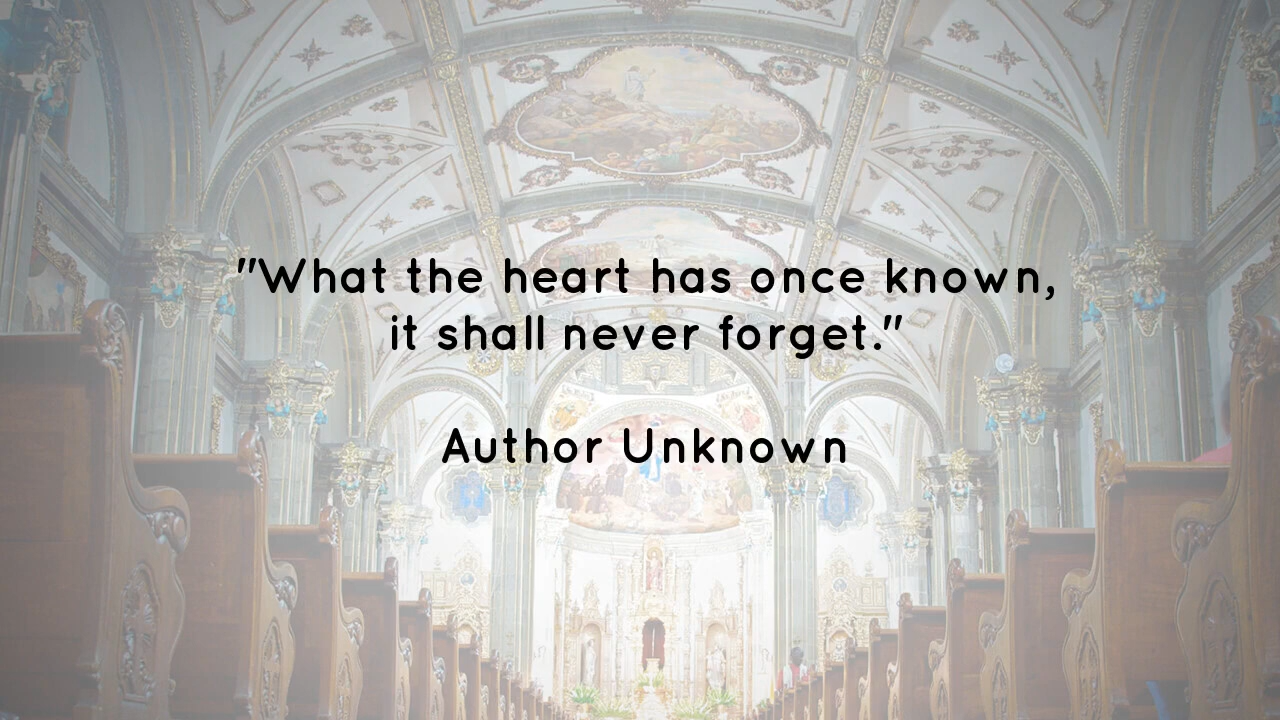 "What the heart has once known,
it shall never forget."
Author Unknown